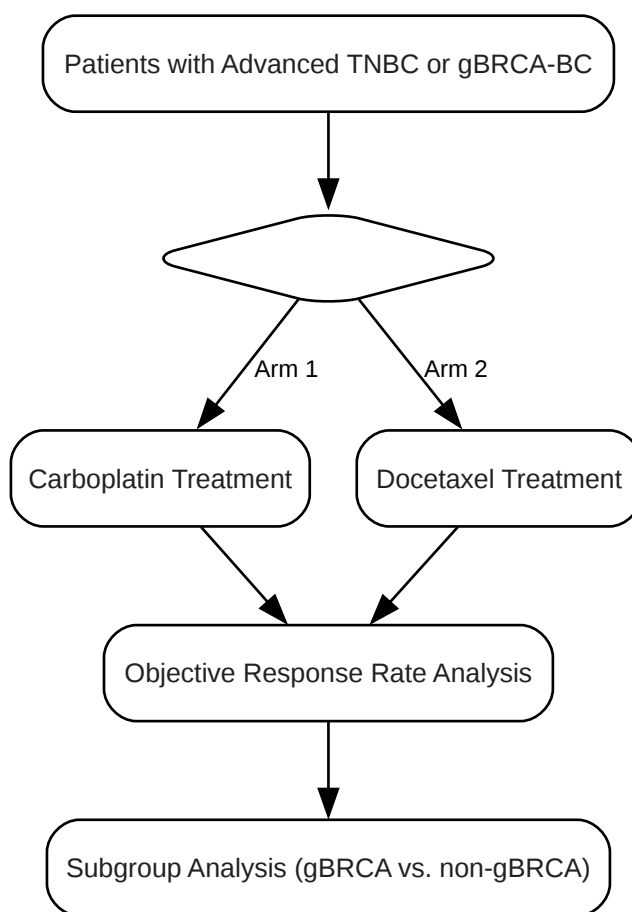 Patients with Advanced TNBC or gBRCA-BC
Arm 1
Arm 2
Carboplatin Treatment
Docetaxel Treatment
Objective Response Rate Analysis
Subgroup Analysis (gBRCA vs. non-gBRCA)